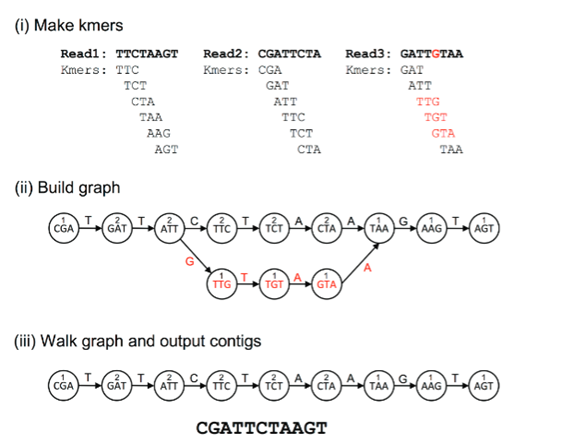 (i) Make kmers
Read1: TTCTAAGT Read2: CGATTCTA Read3: GATTGTAA
Kmers: TTC Kmers: CGA Kmers: GAT
TCT GAT ATT
CTA ATT TTG
TAA TTC TGT
AAG TCT GTA
AGT CTA TAA
(ii) Build graph
T T C T A A G T
1 2 2 2 2 2 1 1 1
CGA GAT ATT TTC TCT CTA TAA AAG AGT
G T A A
1 1 1
TTG TGT GTA
(iii) Walk graph and output contigs
T T C T A A G T
1 2 2 2 2 2 1 1 1
CGA GAT ATT TTC TCT CTA TAA AAG AGT
CGATTCTAAGT